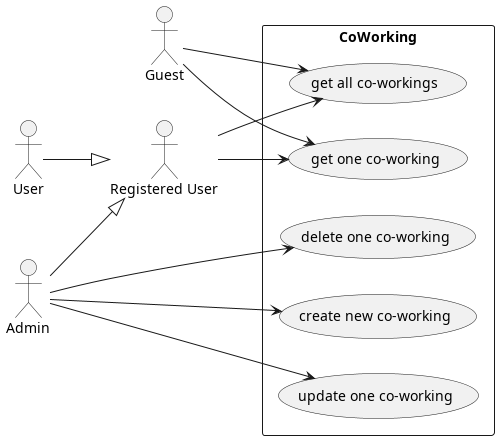 CoWorking
Guest
get all co-workings
get one co-working
User
Registered User
delete one co-working
Admin
create new co-working
update one co-working